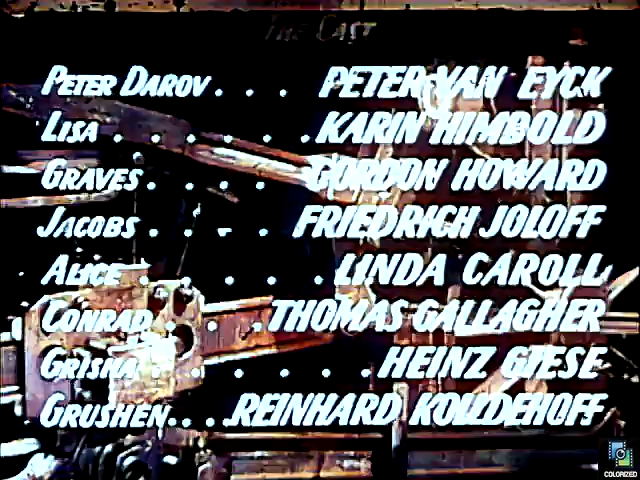 THE CAST
PETER DAROV . . . PETER VAN EYCK
LISA . . . . . . KARIN HIMBOLD
GRAVES . . . . GORDON HOWARD
JACOBS . . . . FRIEDRICH JOLOFF
ALICE . . . . . LINDA CAROLL
CONRAD . . THOMAS GALLAGHER
GRISHA . . . . . . HEINZ GIESE
GRUSHEN . . . REINHARD KOLLDEHOFF
COLORIZED